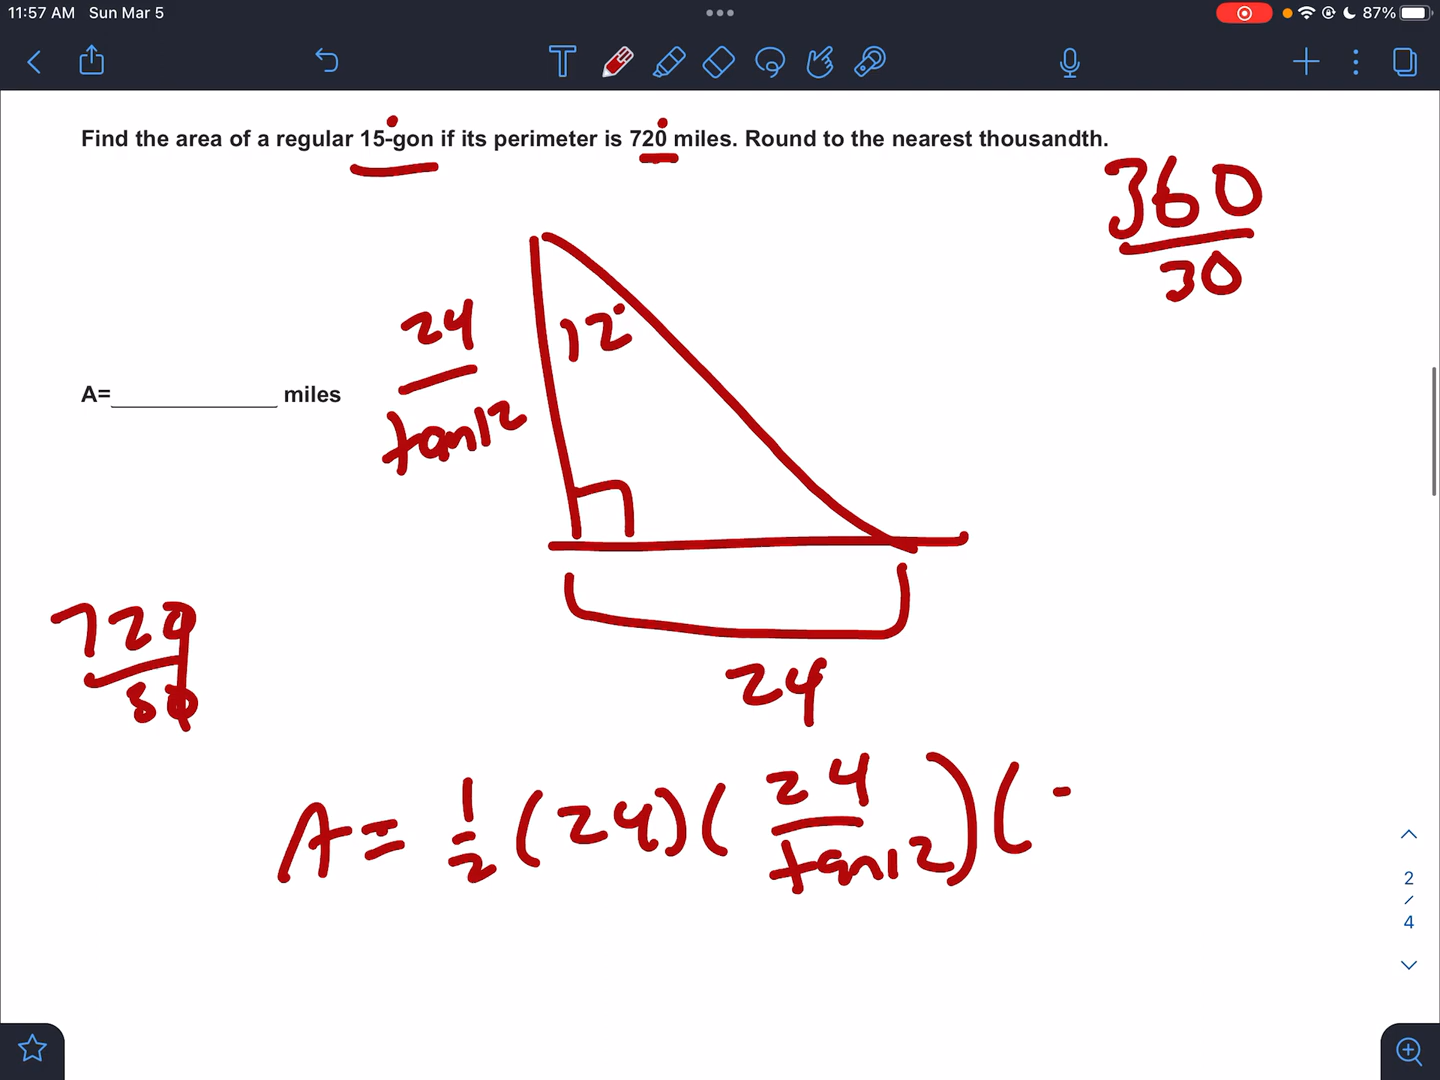 11:57 AM Sun Mar 5
87%
Find the area of a regular 15-gon if its perimeter is 720 miles. Round to the nearest thousandth.
360
30
12°
24
tan12
A=____________ miles
720
30
24
A = 1/2 (24)(24/tan12)(
2
/
4